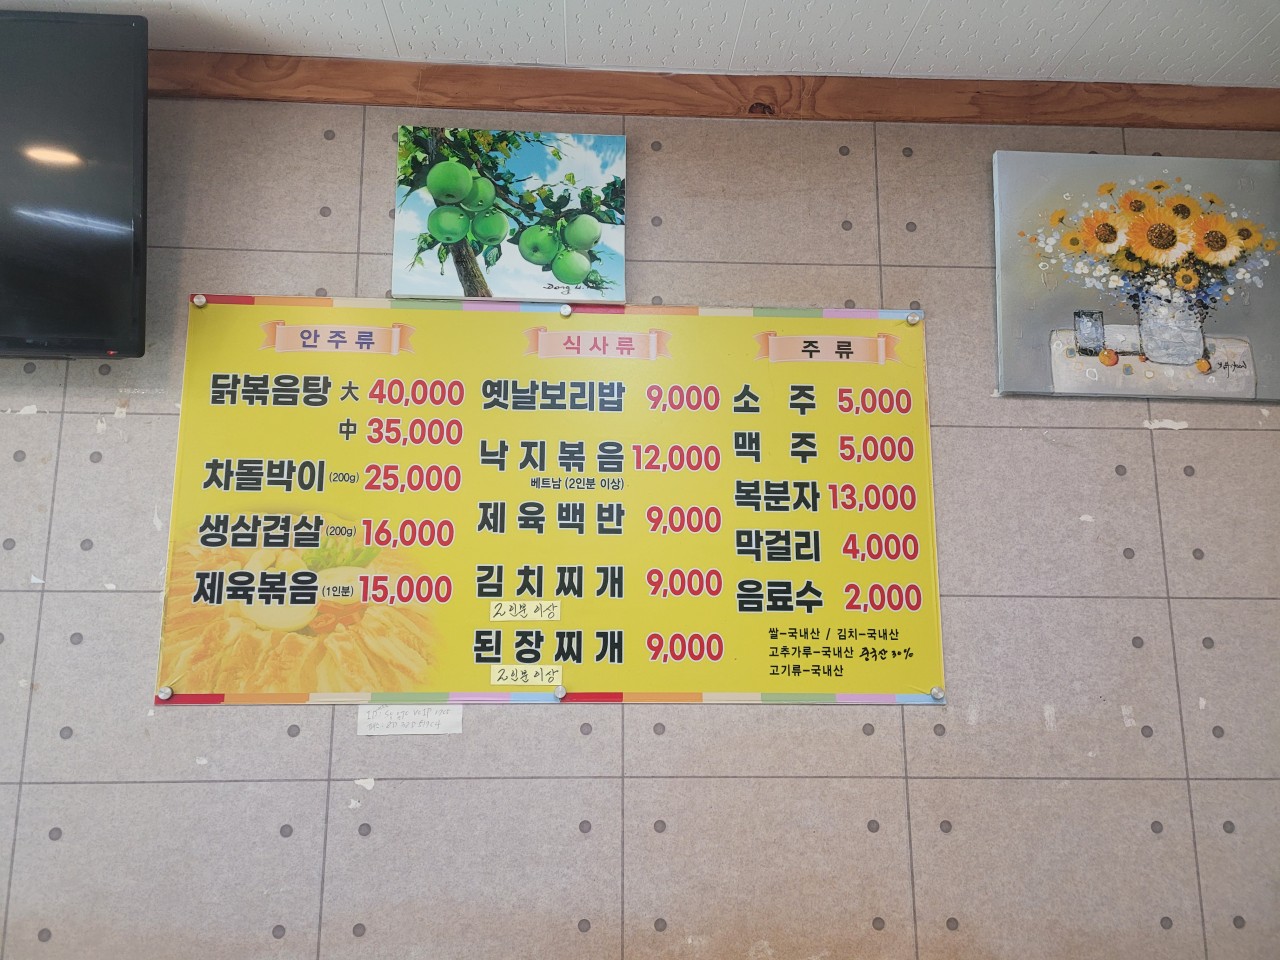 안주류
닭볶음탕 大 40,000
中 35,000
차돌박이 (200g) 25,000
생삼겹살 (200g) 16,000
제육볶음 (1인분) 15,000
식사류
옛날보리밥 9,000
낙지볶음 12,000
베트남 (2인분 이상)
제육백반 9,000
김치찌개 9,000
2인분 이상
된장찌개 9,000
2인분 이상
주류
소주 5,000
맥주 5,000
복분자 13,000
막걸리 4,000
음료수 2,000
쌀-국내산 / 김치-국내산
고추가루-국내산 중국산 30%
고기류-국내산